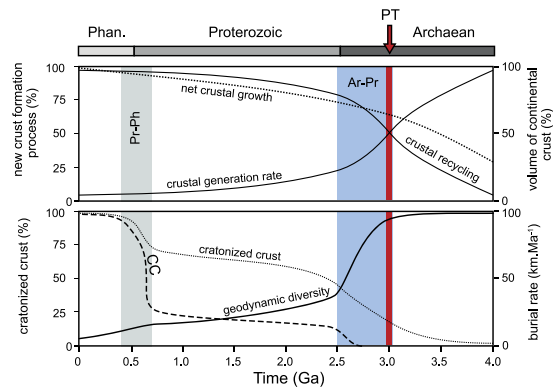 PT
Phan.
Proterozoic
Archaean
100
75
50
25
0
new crust formation
process (%)
net crustal growth
Pr-Ph
Ar-Pr
crustal generation rate
crustal recycling
100
50
0
volume of continental
crust (%)
100
75
50
25
0
cratonized crust (%)
CC
cratonized crust
geodynamic diversity
100
50
0
burial rate (km.Ma-1)
0 0.5 1.0 1.5 2.0 2.5 3.0 3.5 4.0
Time (Ga)